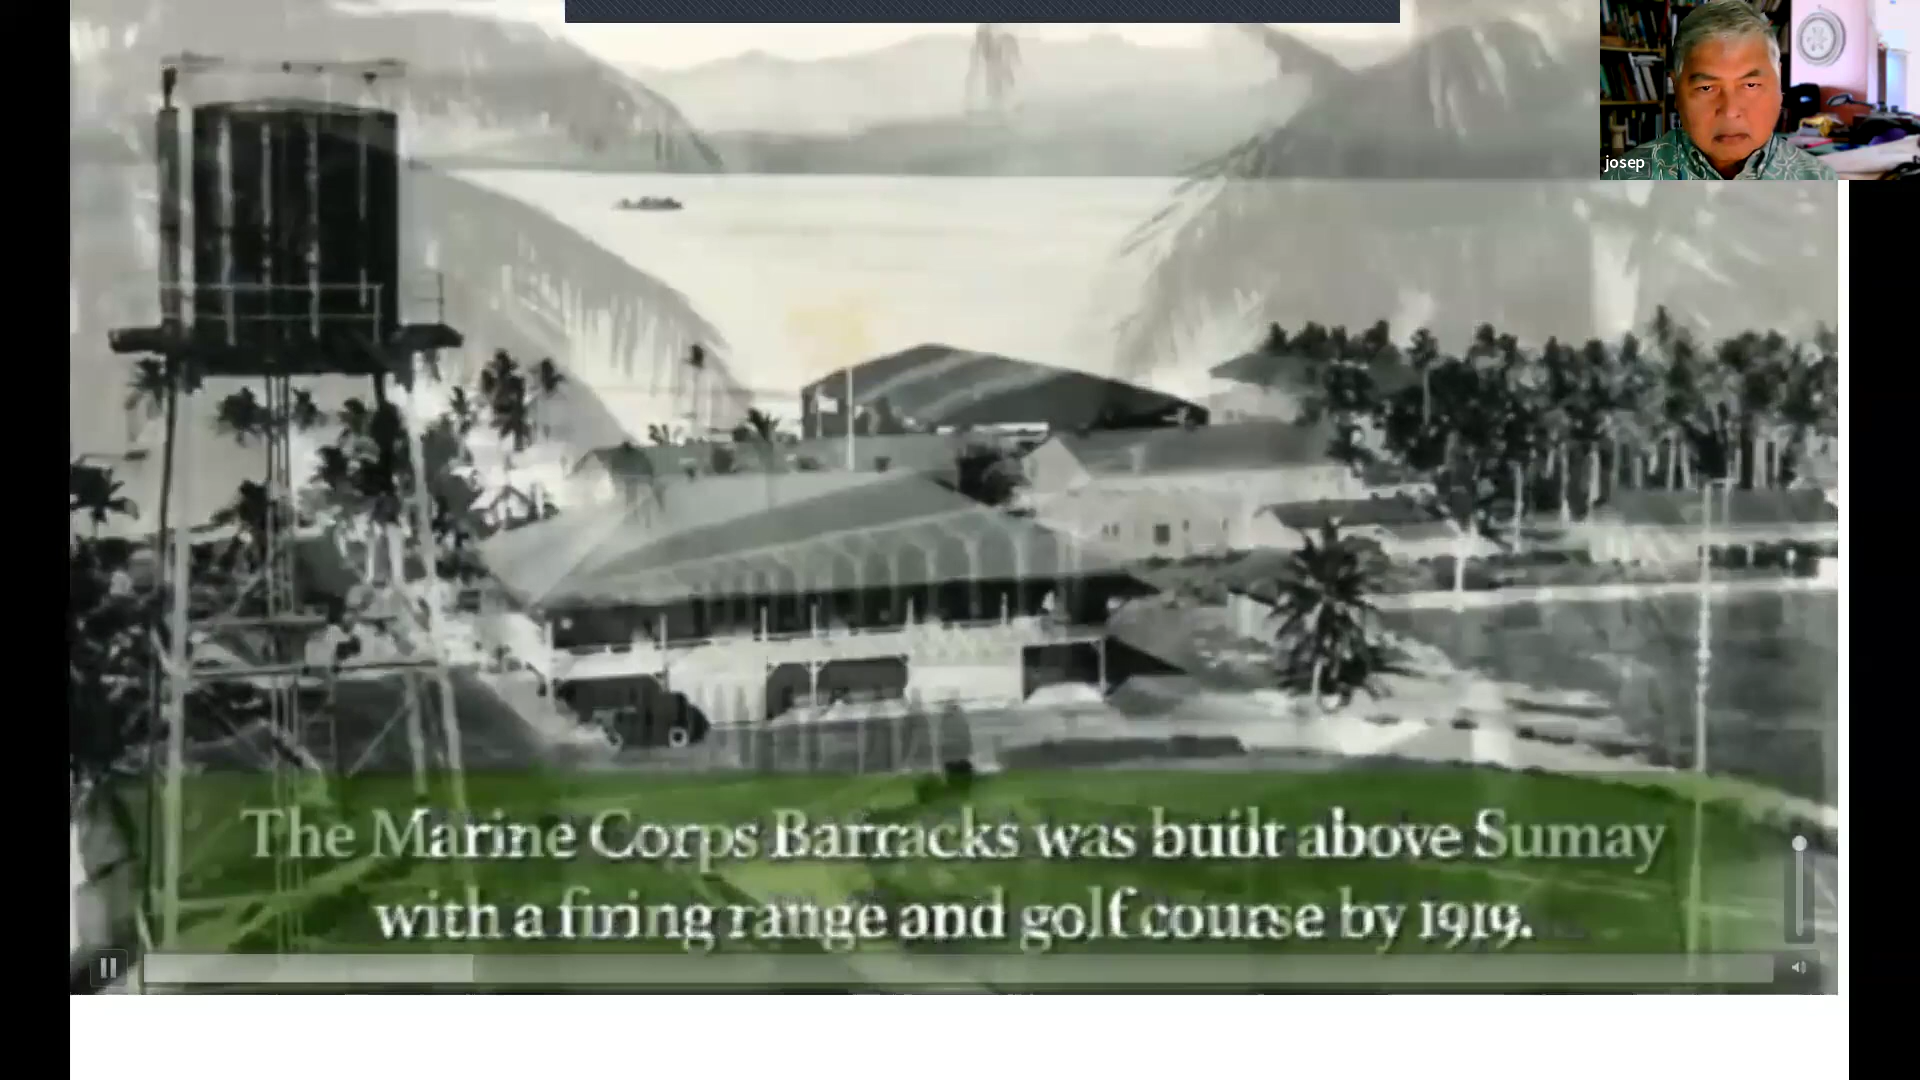 josep
The Marine Corps Barracks was built above Sumay
with a firing range and golf course by 1919.